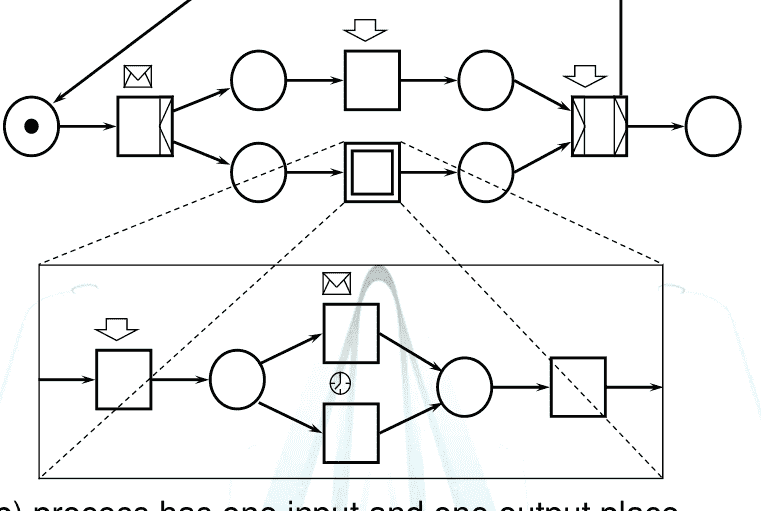 process has one input and one output place